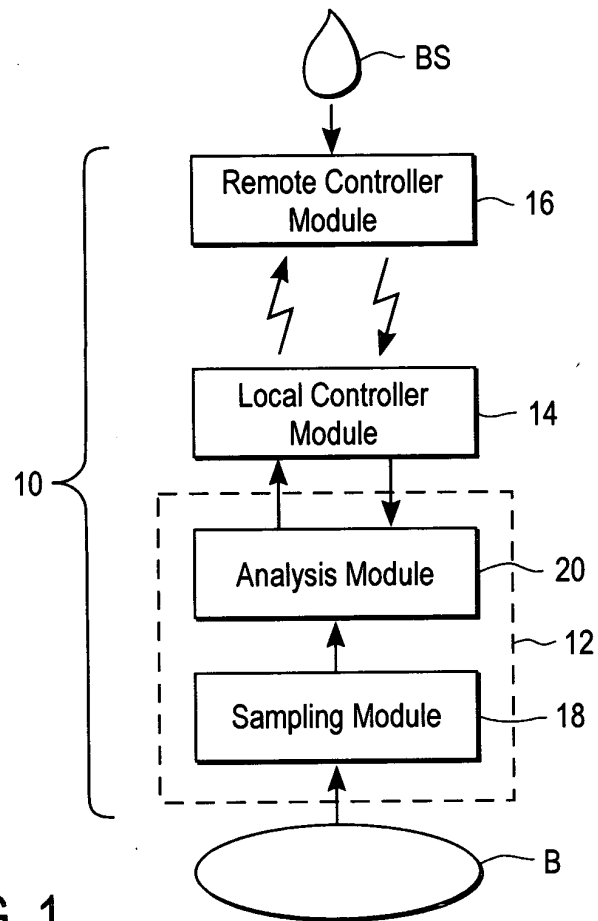 BS
Remote Controller
Module
16
Local Controller
Module
14
10
Analysis Module
20
12
Sampling Module
18
B
G. 1